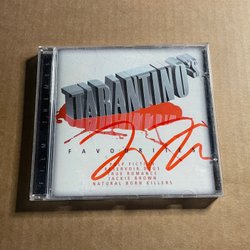 TARANTINO'S
FAVORITES
PULP FICTION
RESERVOIR DOGS
TRUE ROMANCE
JACKIE BROWN
NATURAL BORN KILLERS